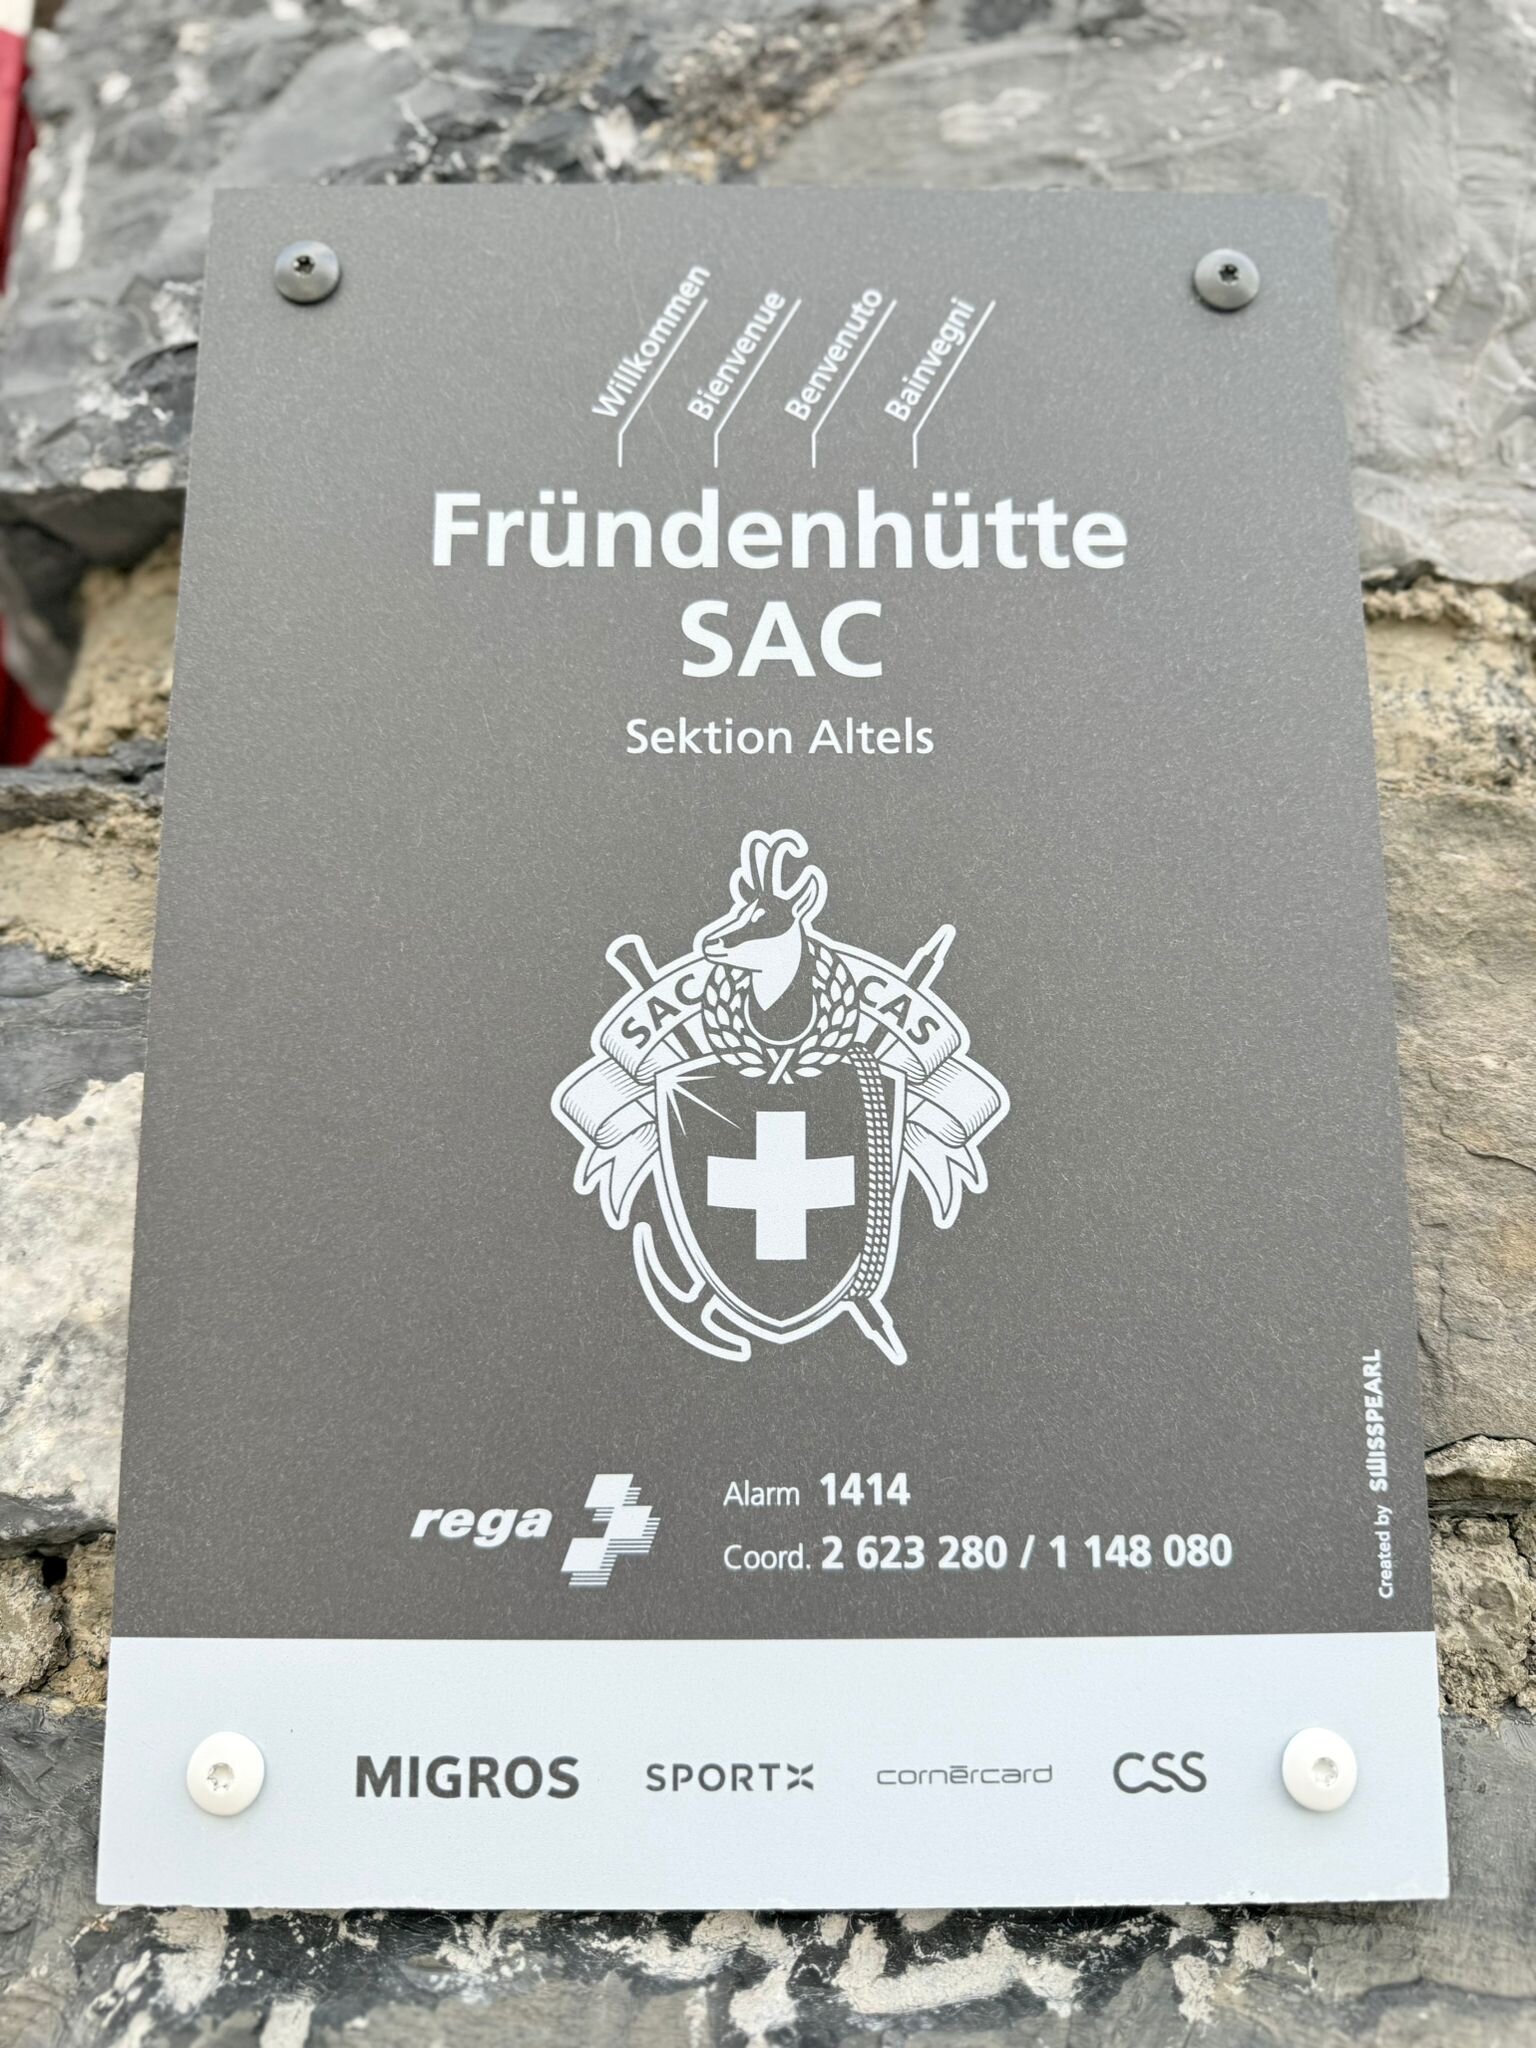 Willkommen
Bienvenue
Benvenuto
Bainvegni
Fründenhütte
SAC
Sektion Altels
SAC
CAS
rega
Alarm 1414
Coord. 2 623 280 / 1 148 080
Created by SWISSPEARL
MIGROS
SPORTX
cornèrcard
CSS